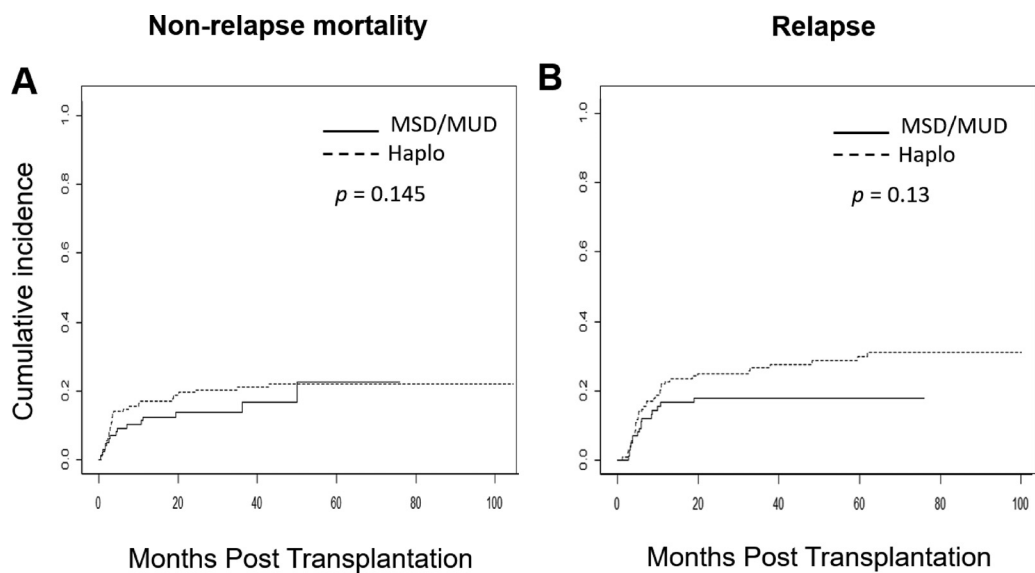 Non-relapse mortality
Relapse
A
MSD/MUD
Haplo
p = 0.145
Cumulative incidence
1.0
0.8
0.6
0.4
0.2
0.0
0 20 40 60 80 100
Months Post Transplantation
B
MSD/MUD
Haplo
p = 0.13
1.0
0.8
0.6
0.4
0.2
0.0
0 20 40 60 80 100
Months Post Transplantation